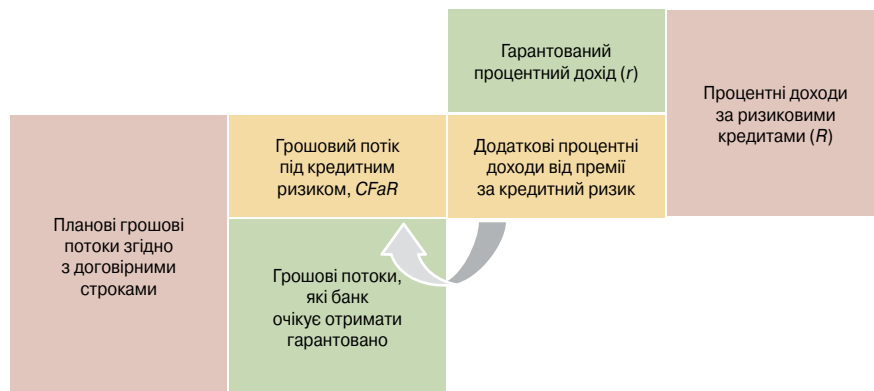 Гарантований
процентний дохід (r)
Процентні доходи
за ризиковими
кредитами (R)
Грошовий потік
під кредитним
ризиком, CFaR
Додаткові процентні
доходи від премії
за кредитний ризик
Планові грошові
потоки згідно
з договірними
строками
Грошові потоки,
які банк
очікує отримати
гарантовано